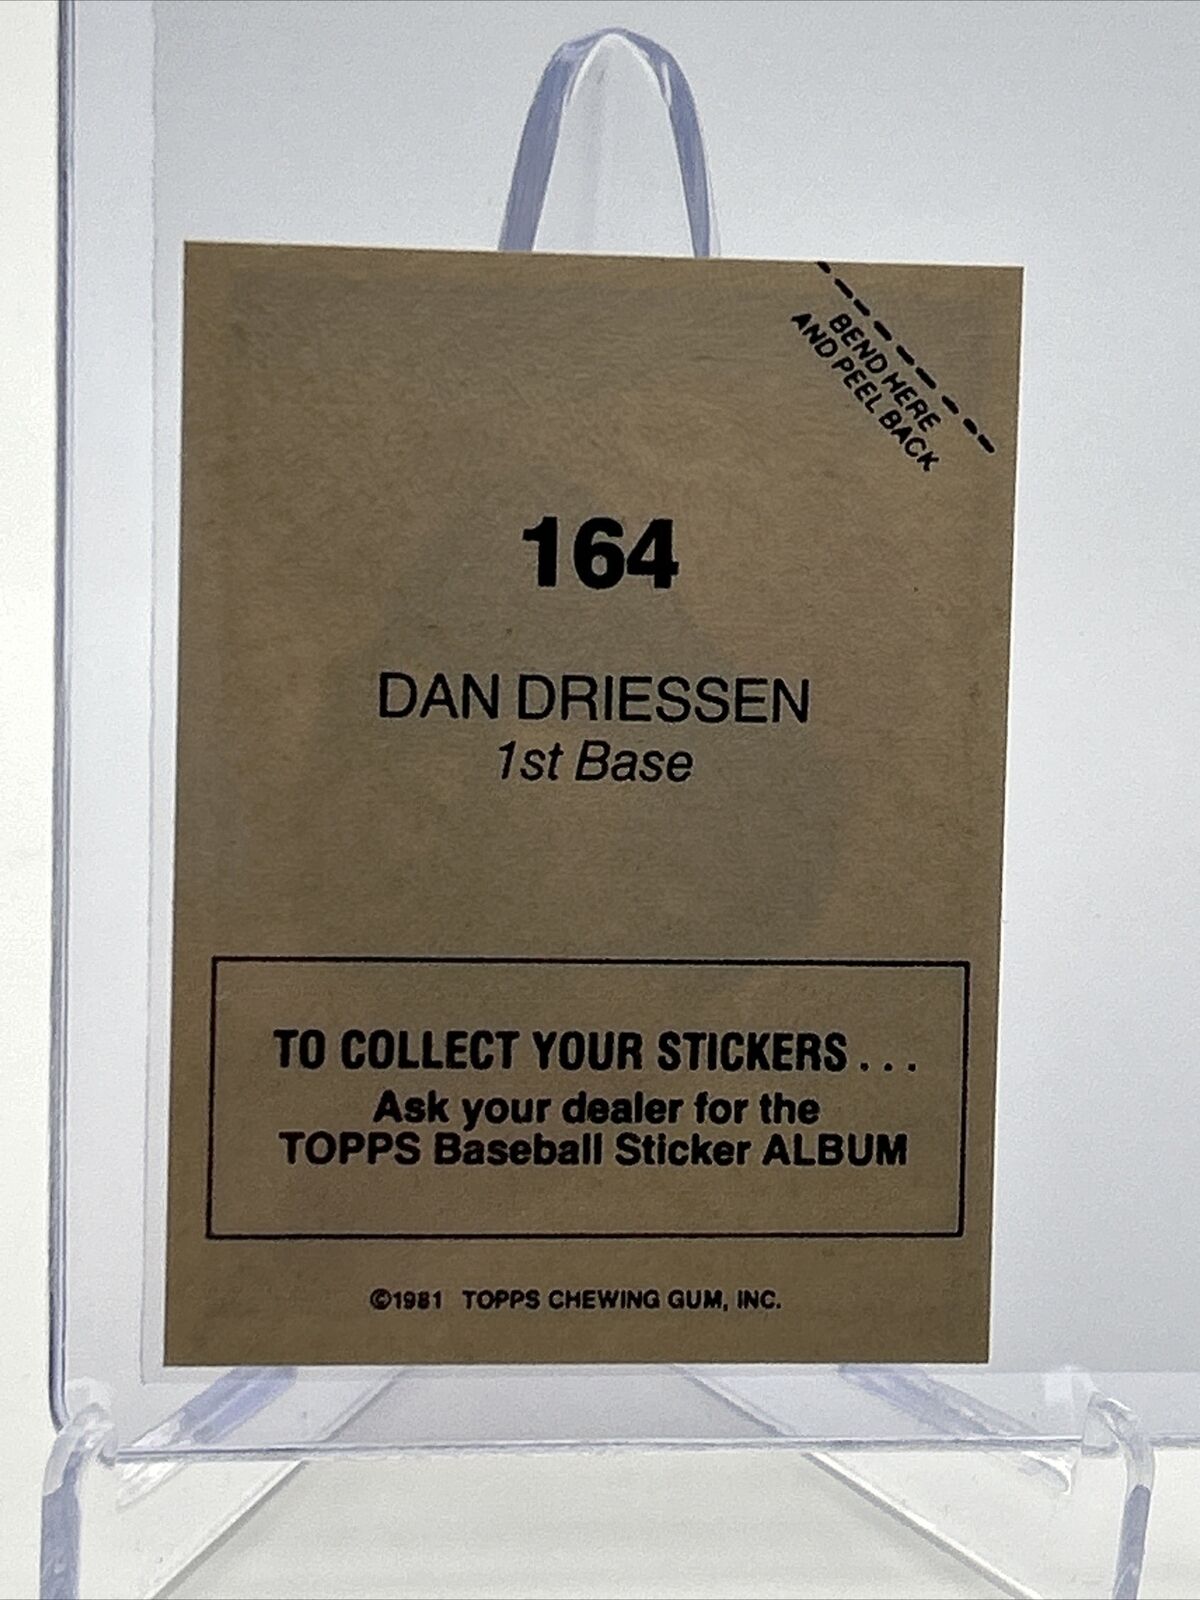 BEND HERE
AND PEEL BACK
164
DAN DRIESSEN
1st Base
TO COLLECT YOUR STICKERS . . .
Ask your dealer for the
TOPPS Baseball Sticker ALBUM
©1981 TOPPS CHEWING GUM, INC.